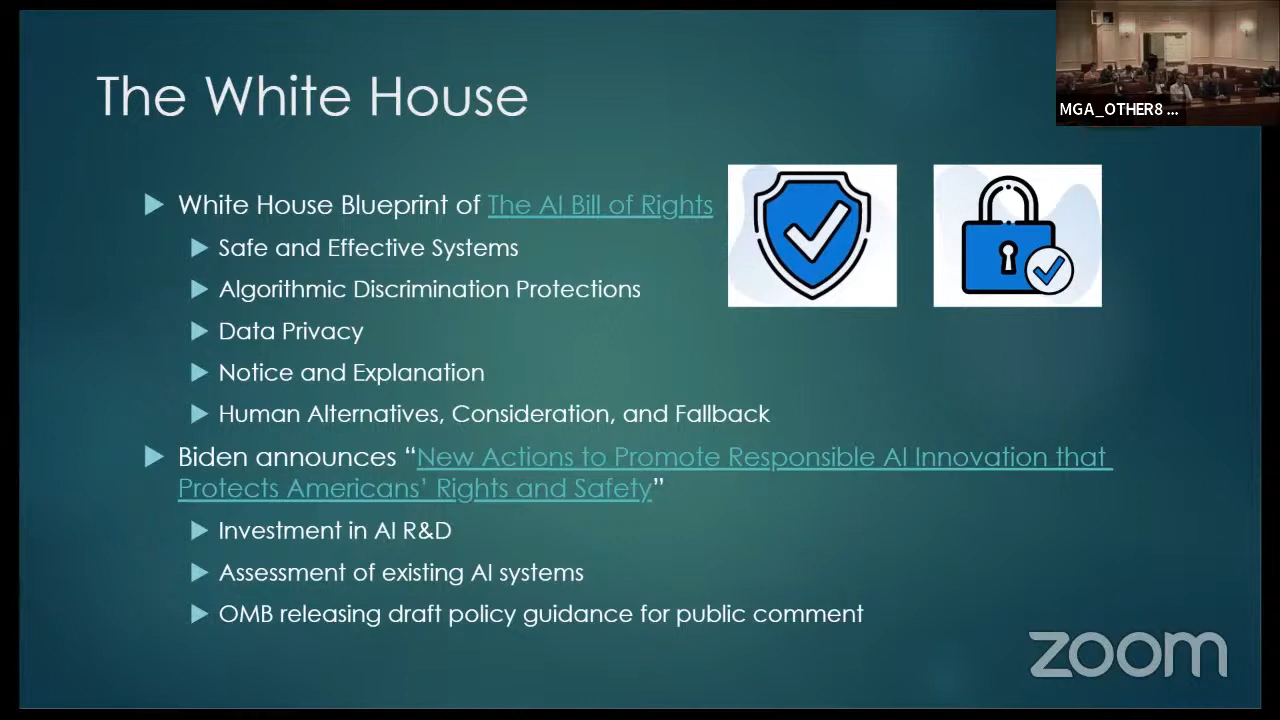 The White House
MGA_OTHER8 ...
White House Blueprint of The AI Bill of Rights
Safe and Effective Systems
Algorithmic Discrimination Protections
Data Privacy
Notice and Explanation
Human Alternatives, Consideration, and Fallback
Biden announces “New Actions to Promote Responsible AI Innovation that
Protects Americans’ Rights and Safety”
Investment in AI R&D
Assessment of existing AI systems
OMB releasing draft policy guidance for public comment
zoom